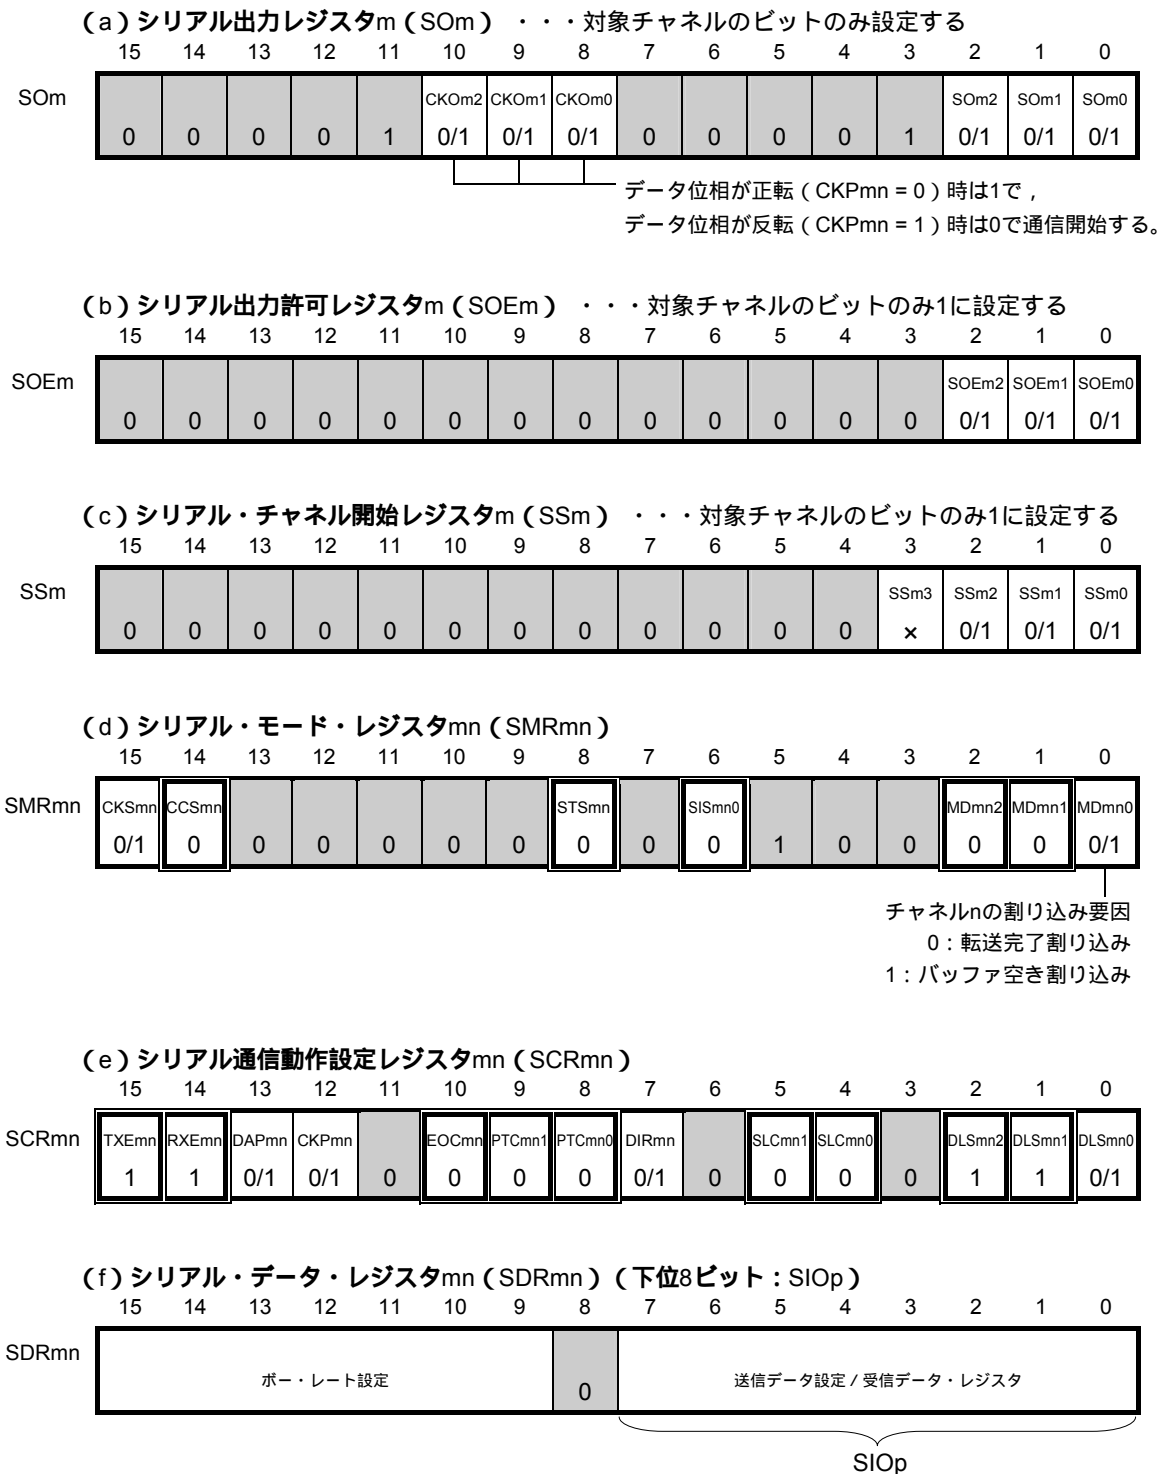 （a）シリアル出力レジスタm（SOm） ・・・対象チャネルのビットのみ設定する
15 14 13 12 11 10 9 8 7 6 5 4 3 2 1 0
SOm CKOm2 CKOm1 CKOm0 SOm2 SOm1 SOm0
0 0 0 0 1 0/1 0/1 0/1 0 0 0 0 1 0/1 0/1 0/1
データ位相が正転（CKPmn = 0）時は1で，
データ位相が反転（CKPmn = 1）時は0で通信開始する。
（b）シリアル出力許可レジスタm（SOEm） ・・・対象チャネルのビットのみ1に設定する
15 14 13 12 11 10 9 8 7 6 5 4 3 2 1 0
SOEm SOEm2 SOEm1 SOEm0
0 0 0 0 0 0 0 0 0 0 0 0 0 0/1 0/1 0/1
（c）シリアル・チャネル開始レジスタm（SSm） ・・・対象チャネルのビットのみ1に設定する
15 14 13 12 11 10 9 8 7 6 5 4 3 2 1 0
SSm SSm3 SSm2 SSm1 SSm0
0 0 0 0 0 0 0 0 0 0 0 0 × 0/1 0/1 0/1
（d）シリアル・モード・レジスタmn（SMRmn）
15 14 13 12 11 10 9 8 7 6 5 4 3 2 1 0
SMRmn CKSmn CCSmn STSmn SISmn0 MDmn2 MDmn1 MDmn0
0/1 0 0 0 0 0 0 0 0 0 1 0 0 0 0 0/1
チャネルnの割り込み要因
0：転送完了割り込み
1：バッファ空き割り込み
（e）シリアル通信動作設定レジスタmn（SCRmn）
15 14 13 12 11 10 9 8 7 6 5 4 3 2 1 0
SCRmn TXEmn RXEmn DAPmn CKPmn EOCmn PTCmn1 PTCmn0 DIRmn SLCmn1 SLCmn0 DLSmn2 DLSmn1 DLSmn0
1 1 0/1 0/1 0 0 0 0 0/1 0 0 0 0 1 1 0/1
（f）シリアル・データ・レジスタmn（SDRmn）（下位8ビット：SIOp）
15 14 13 12 11 10 9 8 7 6 5 4 3 2 1 0
SDRmn ボー・レート設定 0 送信データ設定／受信データ・レジスタ
SIOp